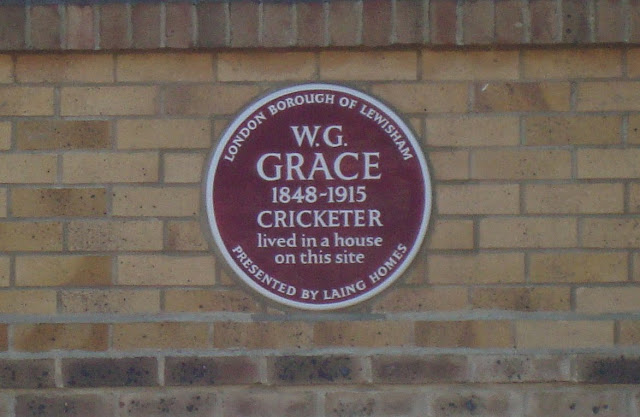 LONDON BOROUGH OF LEWISHAM
W.G.
GRACE
1848-1915
CRICKETER
lived in a house
on this site
PRESENTED BY LAING HOMES